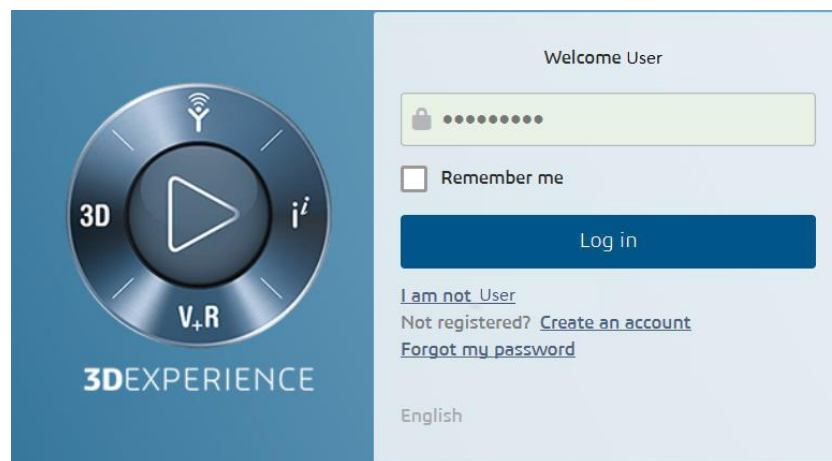 Welcome User
•••••••••
Remember me
Log in
I am not User
Not registered? Create an account
Forgot my password
English
3D
i i
V+R
3DEXPERIENCE